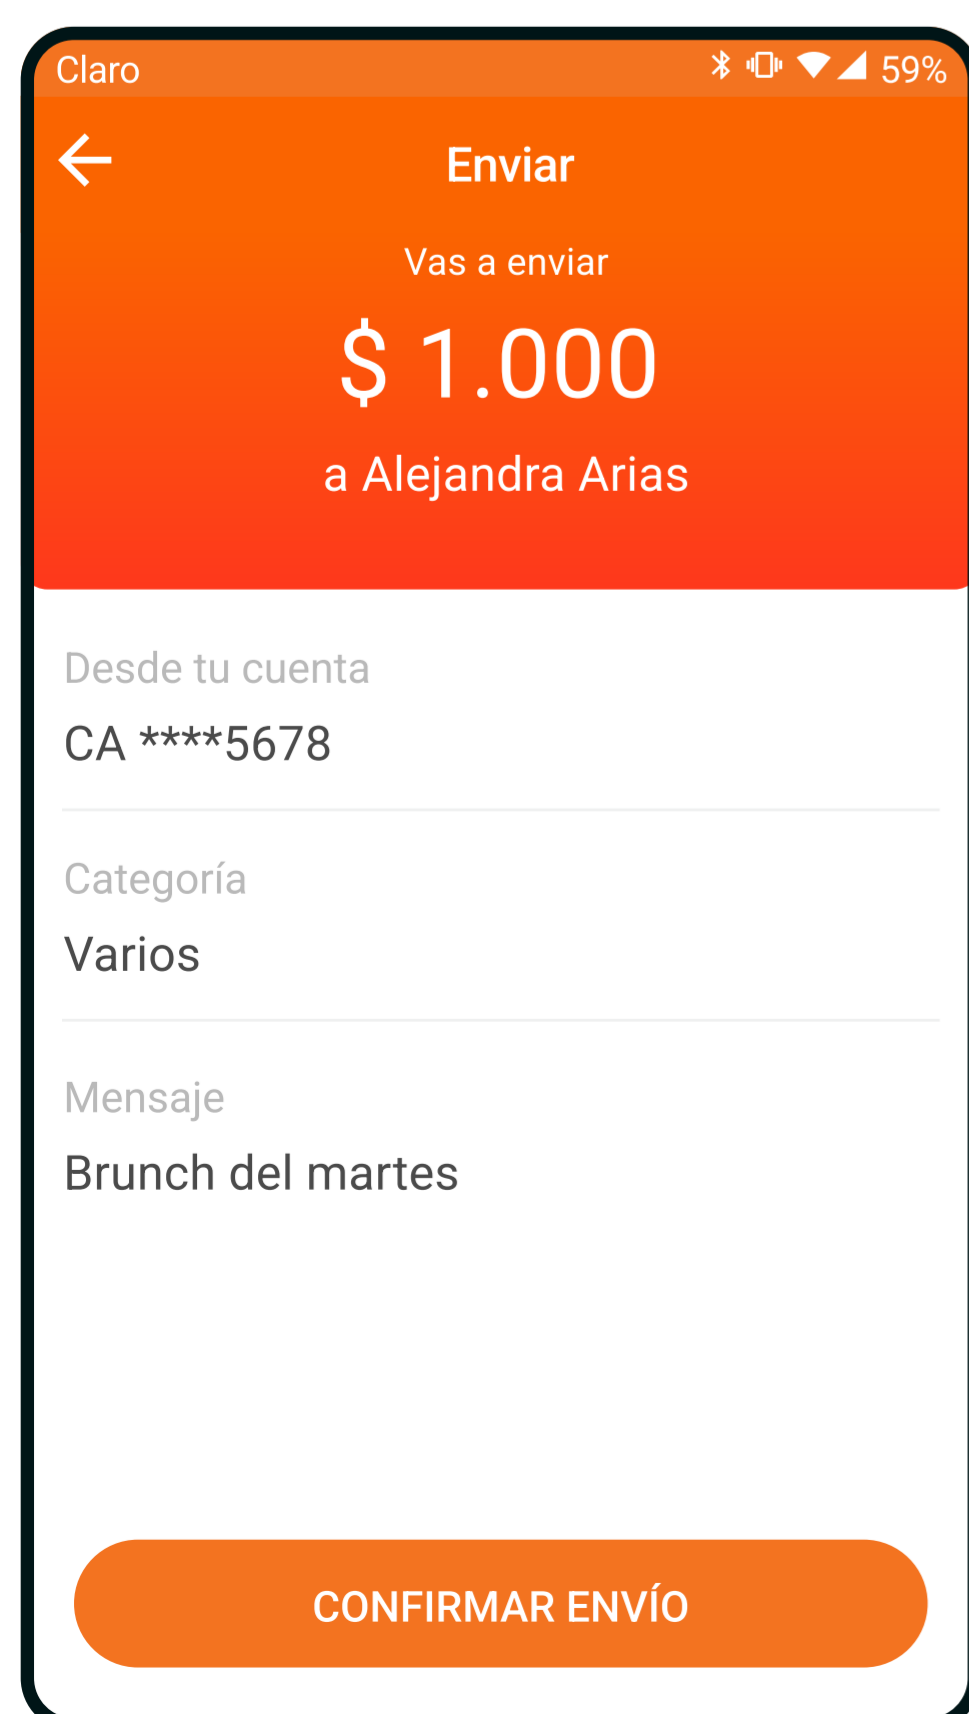 Claro 59%
Enviar
Vas a enviar
$ 1.000
a Alejandra Arias
Desde tu cuenta
CA ****5678
Categoría
Varios
Mensaje
Brunch del martes
CONFIRMAR ENVÍO